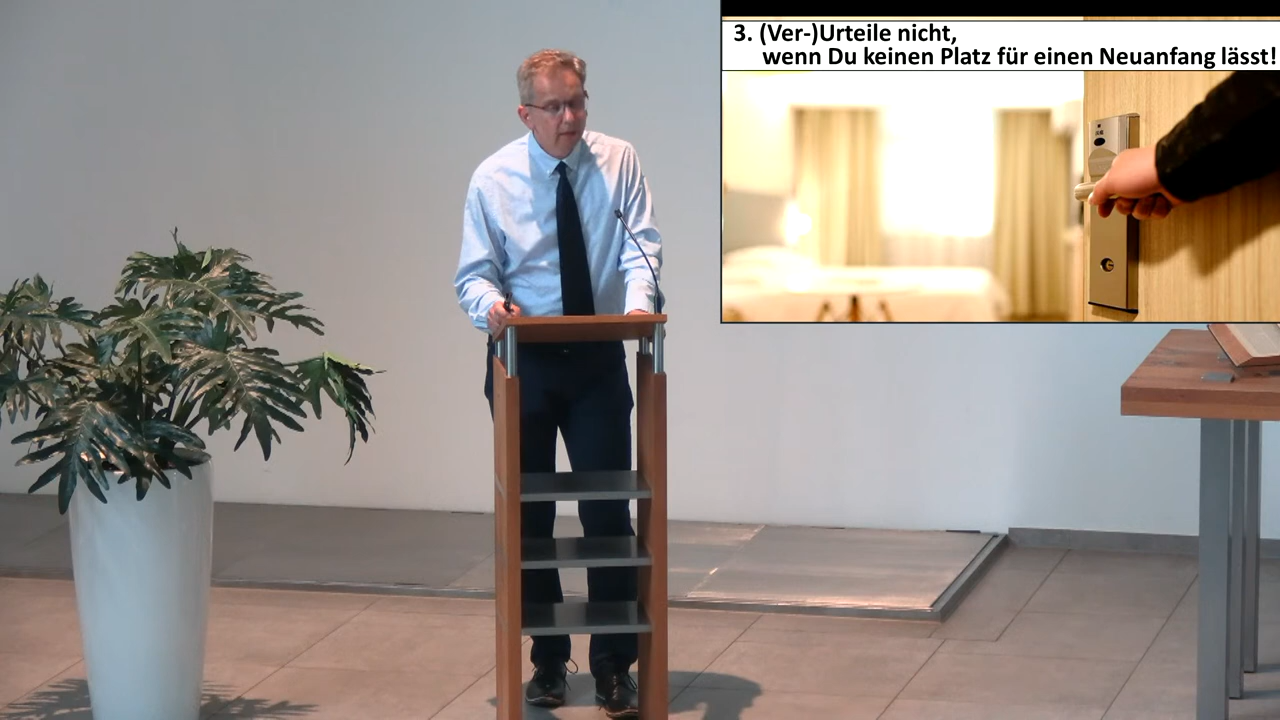 3. (Ver-)Urteile nicht,
wenn Du keinen Platz für einen Neuanfang lässt!